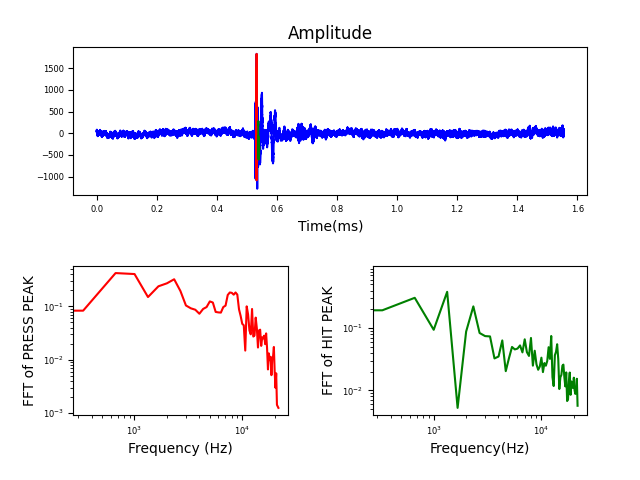 Amplitude
1500
1000
500
0
−500
−1000
0.0 0.2 0.4 0.6 0.8 1.0 1.2 1.4 1.6
Time(ms)
FFT of PRESS PEAK
10⁻¹
10⁻²
10⁻³
10³ 10⁴
Frequency (Hz)
FFT of HIT PEAK
10⁻¹
10⁻²
10³ 10⁴
Frequency(Hz)